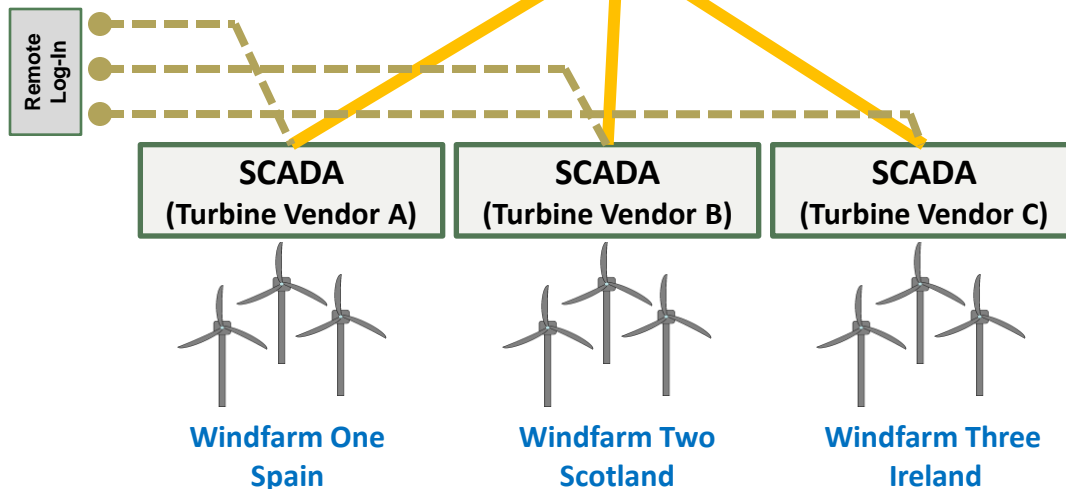 Remote
Log-In
SCADA
(Turbine Vendor A)
SCADA
(Turbine Vendor B)
SCADA
(Turbine Vendor C)
Windfarm One
Spain
Windfarm Two
Scotland
Windfarm Three
Ireland